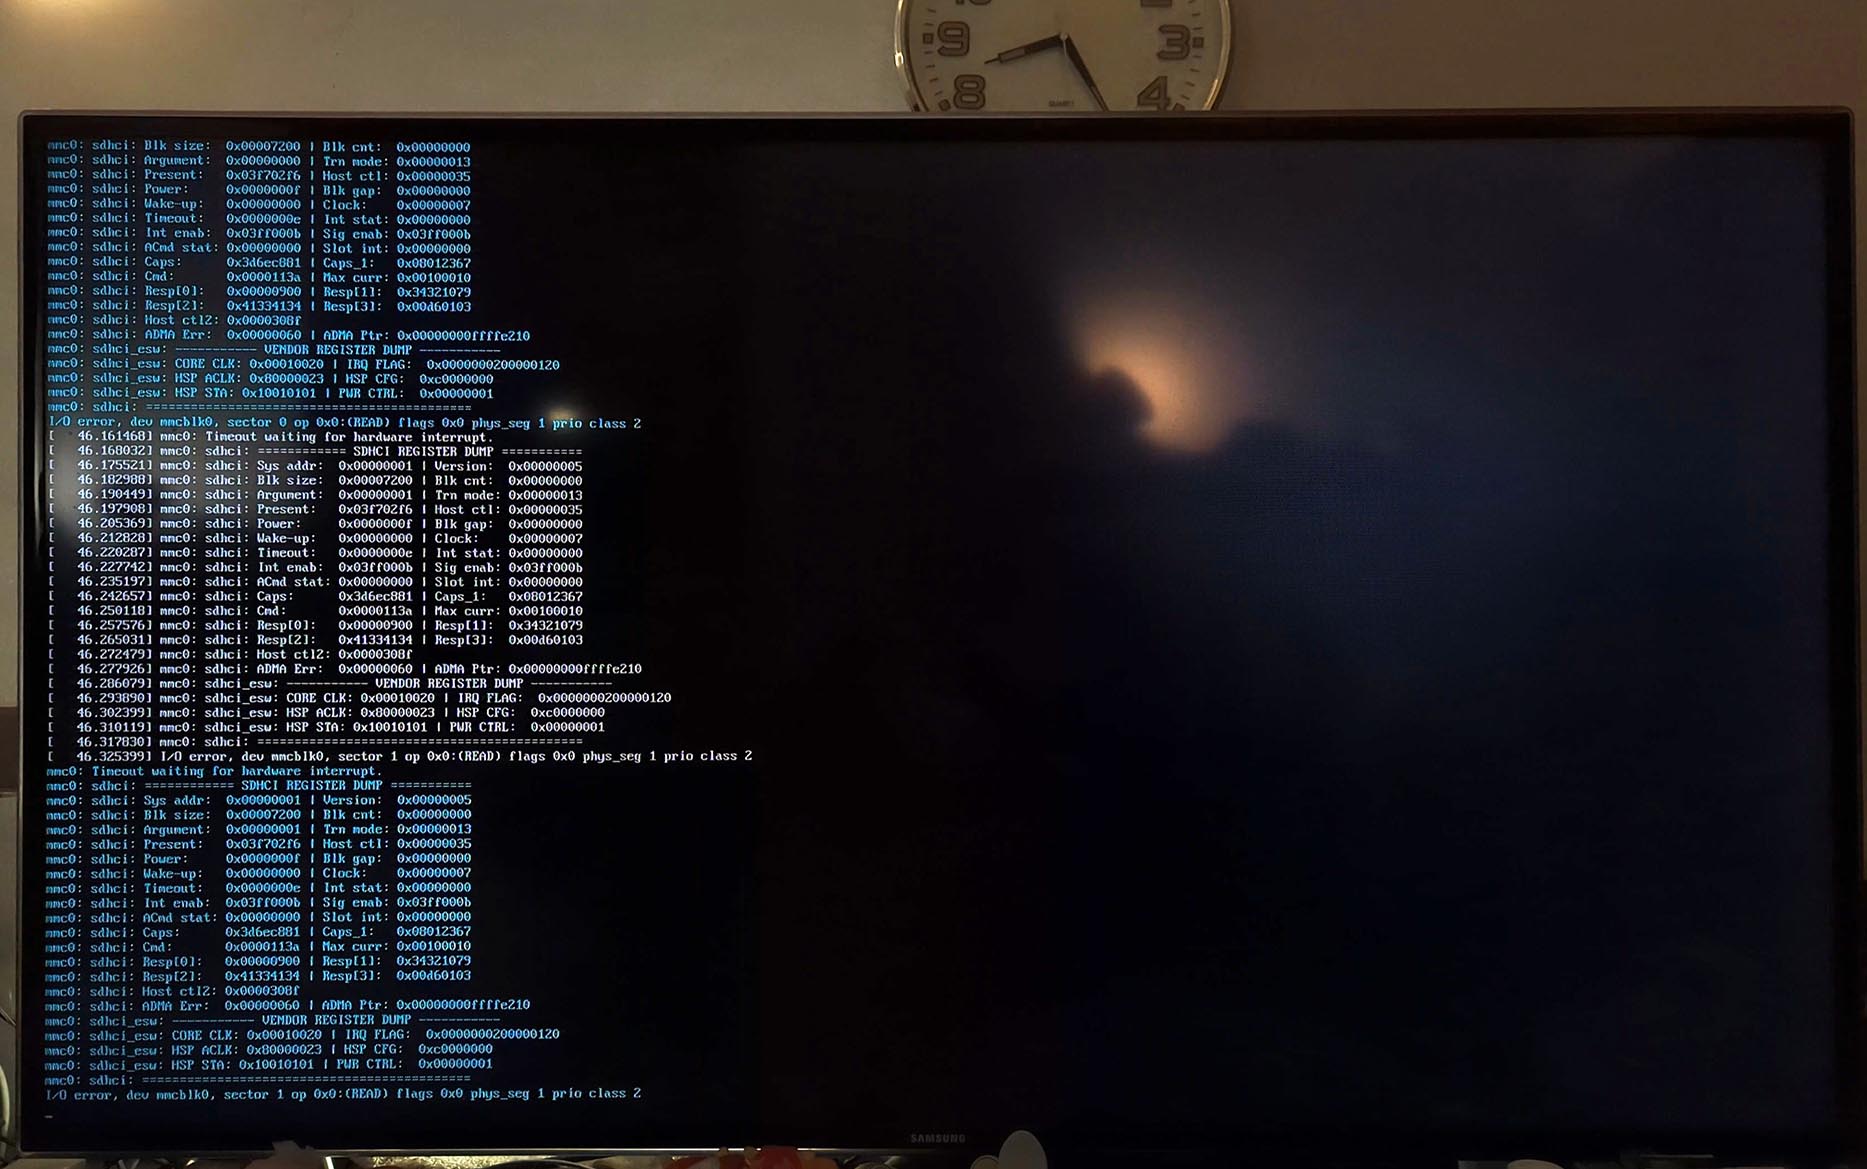 9
3
8
4
QUARTZ
mmc0: sdhci: Blk size:  0x00007200 | Blk cnt:  0x00000000
mmc0: sdhci: Argument:  0x00000000 | Trn mode: 0x00000013
mmc0: sdhci: Present:   0x03f702f6 | Host ctl: 0x00000035
mmc0: sdhci: Power:     0x0000000f | Blk gap:  0x00000000
mmc0: sdhci: Wake-up:   0x00000000 | Clock:    0x00000007
mmc0: sdhci: Timeout:   0x0000000e | Int stat: 0x00000000
mmc0: sdhci: Int enab:  0x03ff000b | Sig enab: 0x03ff000b
mmc0: sdhci: ACmd stat: 0x00000000 | Slot int: 0x00000000
mmc0: sdhci: Caps:      0x3d6ec881 | Caps_1:   0x08012367
mmc0: sdhci: Cmd:       0x0000113a | Max curr: 0x00100010
mmc0: sdhci: Resp[0]:   0x00000900 | Resp[1]:  0x34321079
mmc0: sdhci: Resp[2]:   0x41334134 | Resp[3]:  0x00d60103
mmc0: sdhci: Host ctl2: 0x0000308f
mmc0: sdhci: ADMA Err:  0x00000060 | ADMA Ptr: 0x00000000ffffe210
mmc0: sdhci_esw: ----------- VENDOR REGISTER DUMP -----------
mmc0: sdhci_esw: CORE CLK: 0x00010020 | IRQ FLAG:  0x0000000200000120
mmc0: sdhci_esw: HSP ACLK: 0x80000023 | HSP CFG:  0xc0000000
mmc0: sdhci_esw: HSP STA: 0x10010101 | PWR CTRL: 0x00000001
mmc0: sdhci: ============================================
I/O error, dev mmcblk0, sector 0 op 0x0:(READ) flags 0x0 phys_seg 1 prio class 2
[   46.161468] mmc0: Timeout waiting for hardware interrupt.
[   46.168032] mmc0: sdhci: ============ SDHCI REGISTER DUMP ===========
[   46.175521] mmc0: sdhci: Sys addr:  0x00000001 | Version:  0x00000005
[   46.182988] mmc0: sdhci: Blk size:  0x00007200 | Blk cnt:  0x00000000
[   46.190449] mmc0: sdhci: Argument:  0x00000001 | Trn mode: 0x00000013
[   46.197908] mmc0: sdhci: Present:   0x03f702f6 | Host ctl: 0x00000035
[   46.205369] mmc0: sdhci: Power:     0x0000000f | Blk gap:  0x00000000
[   46.212828] mmc0: sdhci: Wake-up:   0x00000000 | Clock:    0x00000007
[   46.220287] mmc0: sdhci: Timeout:   0x0000000e | Int stat: 0x00000000
[   46.227742] mmc0: sdhci: Int enab:  0x03ff000b | Sig enab: 0x03ff000b
[   46.235197] mmc0: sdhci: ACmd stat: 0x00000000 | Slot int: 0x00000000
[   46.242657] mmc0: sdhci: Caps:      0x3d6ec881 | Caps_1:   0x08012367
[   46.250118] mmc0: sdhci: Cmd:       0x0000113a | Max curr: 0x00100010
[   46.257576] mmc0: sdhci: Resp[0]:   0x00000900 | Resp[1]:  0x34321079
[   46.265031] mmc0: sdhci: Resp[2]:   0x41334134 | Resp[3]:  0x00d60103
[   46.272479] mmc0: sdhci: Host ctl2: 0x0000308f
[   46.277926] mmc0: sdhci: ADMA Err:  0x00000060 | ADMA Ptr: 0x00000000ffffe210
[   46.286079] mmc0: sdhci_esw: ----------- VENDOR REGISTER DUMP -----------
[   46.293890] mmc0: sdhci_esw: CORE CLK: 0x00010020 | IRQ FLAG:  0x0000000200000120
[   46.302399] mmc0: sdhci_esw: HSP ACLK: 0x80000023 | HSP CFG:  0xc0000000
[   46.310119] mmc0: sdhci_esw: HSP STA: 0x10010101 | PWR CTRL: 0x00000001
[   46.317830] mmc0: sdhci: ============================================
[   46.325399] I/O error, dev mmcblk0, sector 1 op 0x0:(READ) flags 0x0 phys_seg 1 prio class 2
mmc0: Timeout waiting for hardware interrupt.
mmc0: sdhci: ============ SDHCI REGISTER DUMP ===========
mmc0: sdhci: Sys addr:  0x00000001 | Version:  0x00000005
mmc0: sdhci: Blk size:  0x00007200 | Blk cnt:  0x00000000
mmc0: sdhci: Argument:  0x00000001 | Trn mode: 0x00000013
mmc0: sdhci: Present:   0x03f702f6 | Host ctl: 0x00000035
mmc0: sdhci: Power:     0x0000000f | Blk gap:  0x00000000
mmc0: sdhci: Wake-up:   0x00000000 | Clock:    0x00000007
mmc0: sdhci: Timeout:   0x0000000e | Int stat: 0x00000000
mmc0: sdhci: Int enab:  0x03ff000b | Sig enab: 0x03ff000b
mmc0: sdhci: ACmd stat: 0x00000000 | Slot int: 0x00000000
mmc0: sdhci: Caps:      0x3d6ec881 | Caps_1:   0x08012367
mmc0: sdhci: Cmd:       0x0000113a | Max curr: 0x00100010
mmc0: sdhci: Resp[0]:   0x00000900 | Resp[1]:  0x34321079
mmc0: sdhci: Resp[2]:   0x41334134 | Resp[3]:  0x00d60103
mmc0: sdhci: Host ctl2: 0x0000308f
mmc0: sdhci: ADMA Err:  0x00000060 | ADMA Ptr: 0x00000000ffffe210
mmc0: sdhci_esw: ----------- VENDOR REGISTER DUMP -----------
mmc0: sdhci_esw: CORE CLK: 0x00010020 | IRQ FLAG:  0x0000000200000120
mmc0: sdhci_esw: HSP ACLK: 0x80000023 | HSP CFG:  0xc0000000
mmc0: sdhci_esw: HSP STA: 0x10010101 | PWR CTRL: 0x00000001
mmc0: sdhci: ============================================
I/O error, dev mmcblk0, sector 1 op 0x0:(READ) flags 0x0 phys_seg 1 prio class 2
_
SAMSUNG